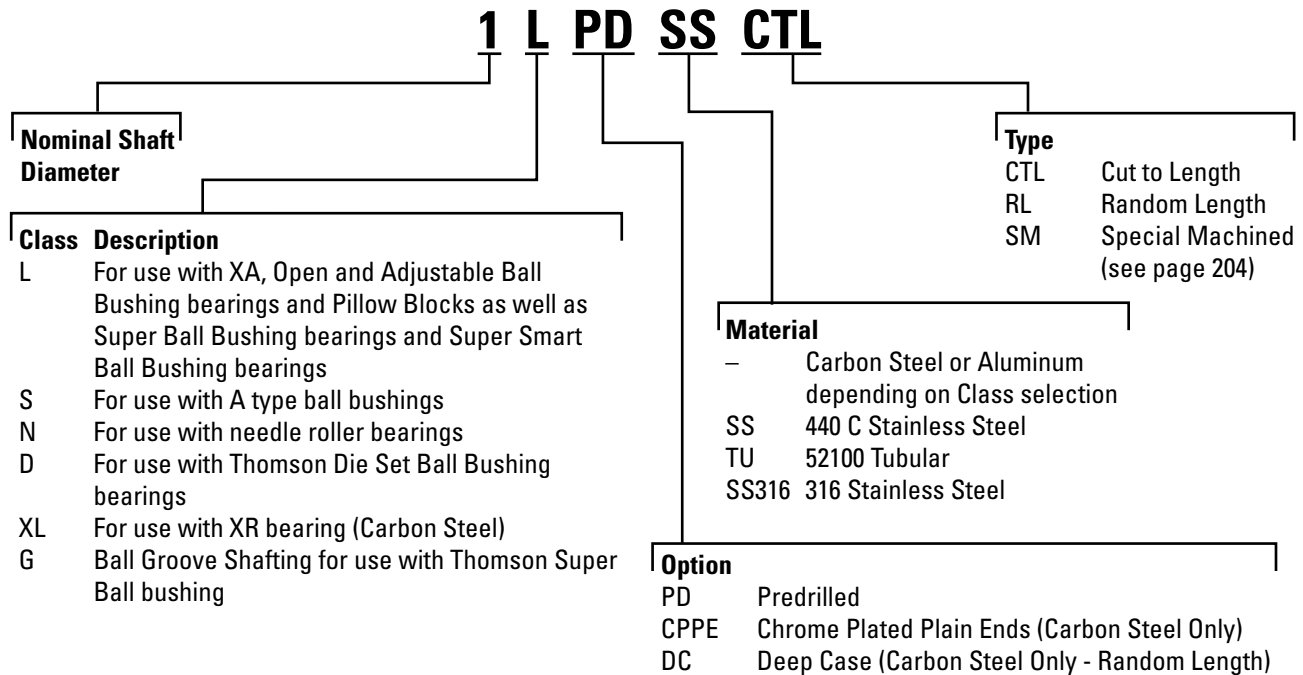 1 L PD SS CTL
Nominal Shaft
Diameter
Class Description
L For use with XA, Open and Adjustable Ball
Bushing bearings and Pillow Blocks as well as
Super Ball Bushing bearings and Super Smart
Ball Bushing bearings
S For use with A type ball bushings
N For use with needle roller bearings
D For use with Thomson Die Set Ball Bushing
bearings
XL For use with XR bearing (Carbon Steel)
G Ball Groove Shafting for use with Thomson Super
Ball bushing
Type
CTL Cut to Length
RL Random Length
SM Special Machined
(see page 204)
Material
– Carbon Steel or Aluminum
depending on Class selection
SS 440 C Stainless Steel
TU 52100 Tubular
SS316 316 Stainless Steel
Option
PD Predrilled
CPPE Chrome Plated Plain Ends (Carbon Steel Only)
DC Deep Case (Carbon Steel Only - Random Length)